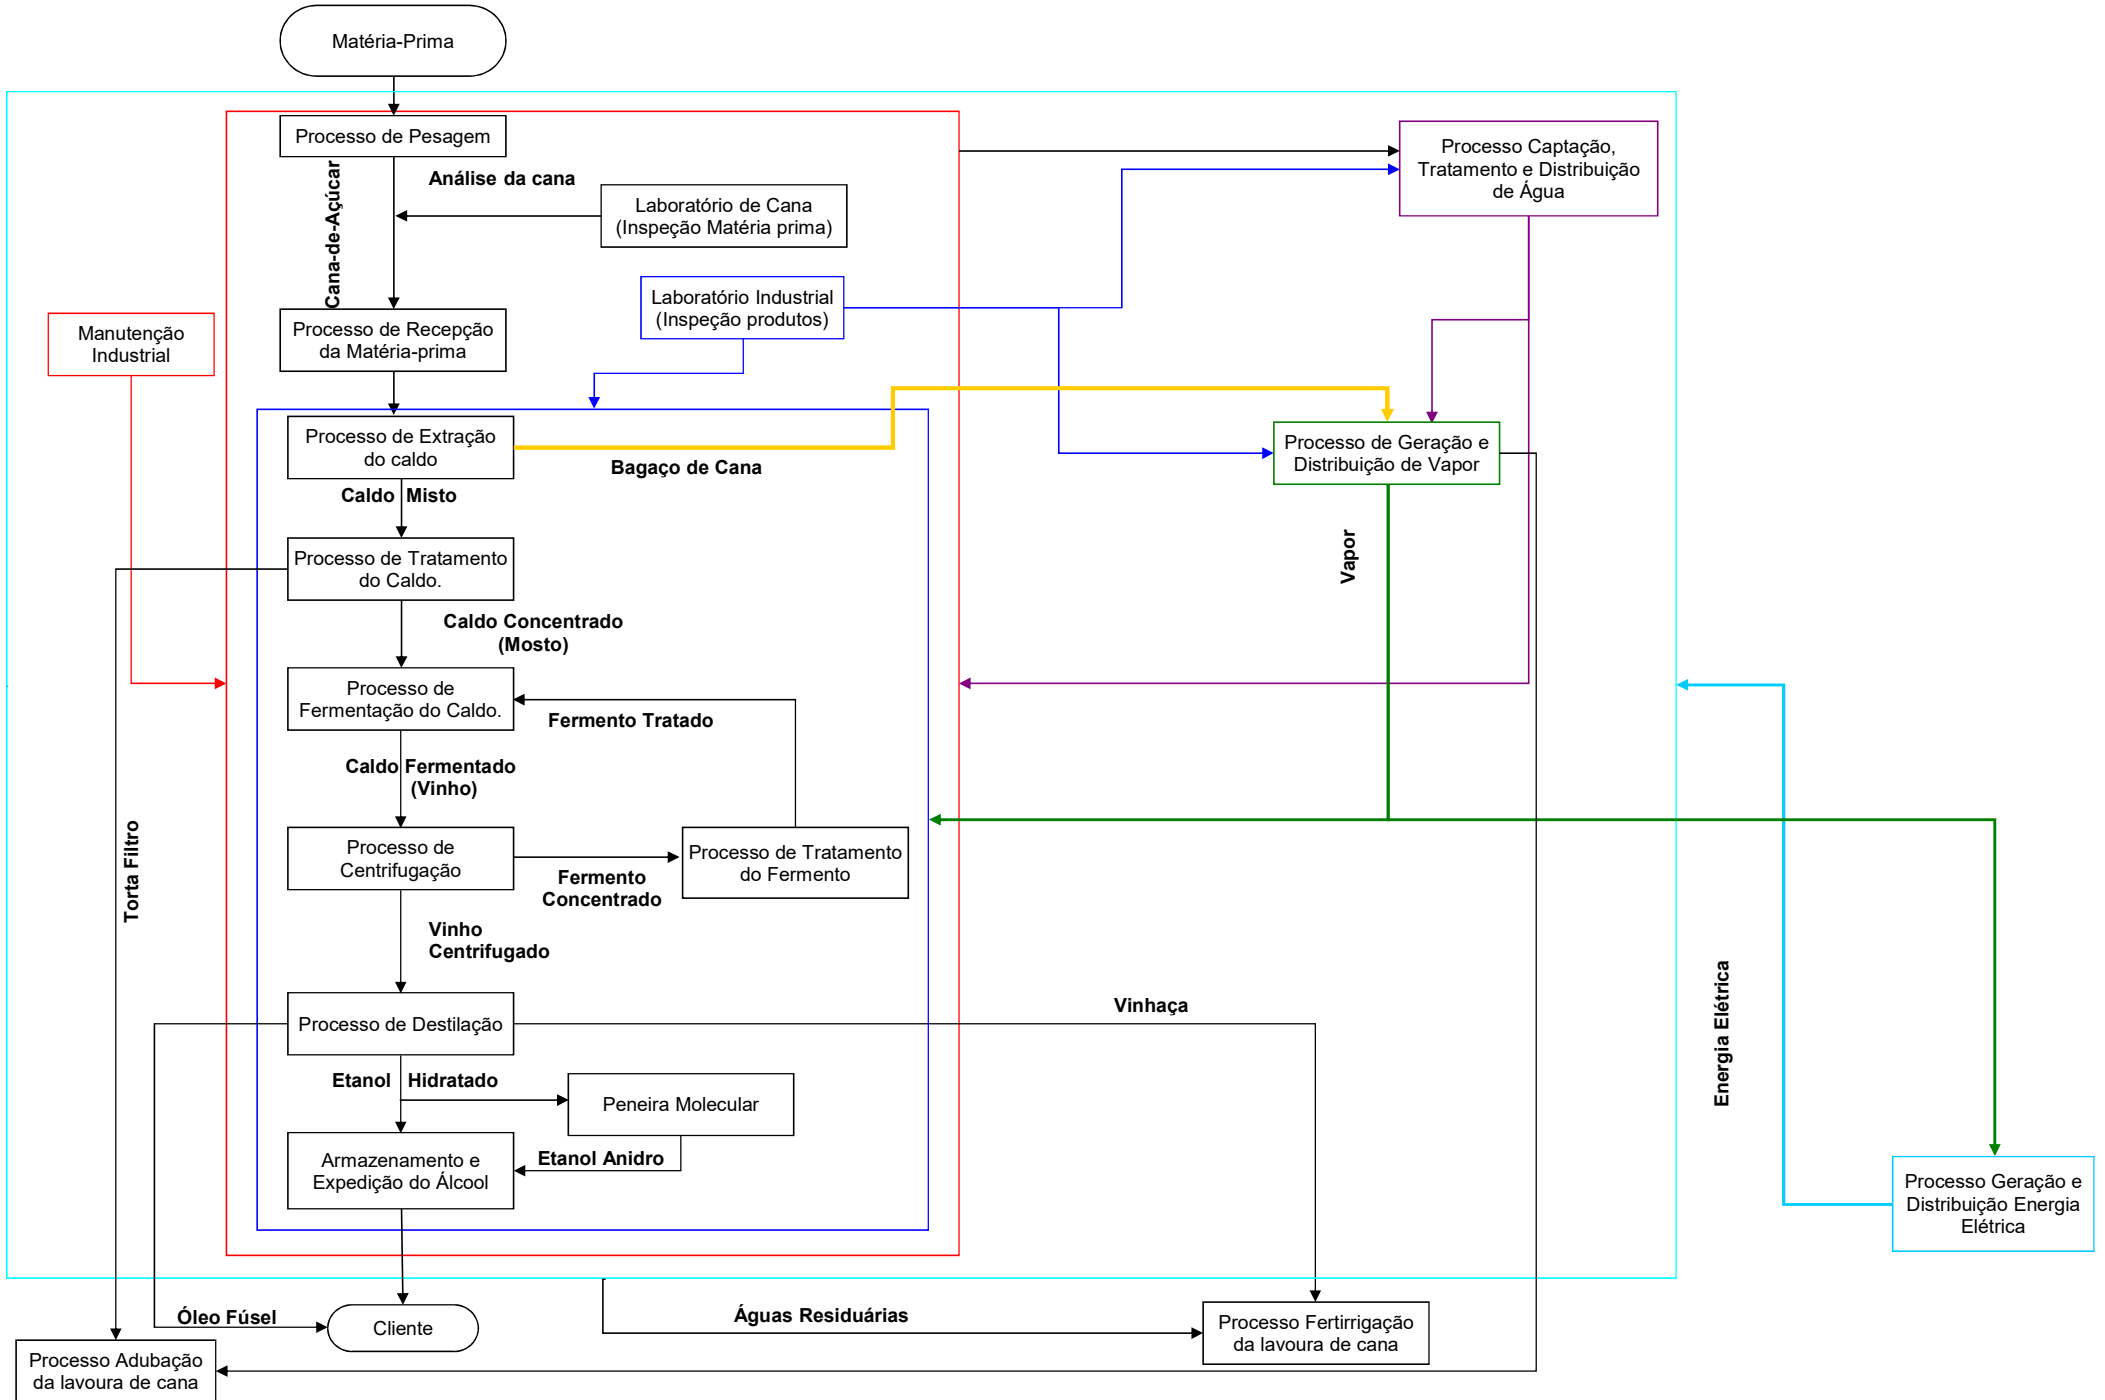 Matéria-Prima
Processo de Pesagem
Cana-de-Açúcar
Análise da cana
Laboratório de Cana
(Inspeção Matéria prima)
Processo Captação,
Tratamento e Distribuição
de Água
Laboratório Industrial
(Inspeção produtos)
Manutenção
Industrial
Processo de Recepção
da Matéria-prima
Processo de Extração
do caldo
Bagaço de Cana
Processo de Geração e
Distribuição de Vapor
Caldo Misto
Vapor
Processo de Tratamento
do Caldo.
Caldo Concentrado
(Mosto)
Processo de
Fermentação do Caldo.
Fermento Tratado
Caldo Fermentado
(Vinho)
Torta Filtro
Processo de
Centrifugação
Fermento
Concentrado
Processo de Tratamento
do Fermento
Vinho
Centrifugado
Processo de Destilação
Vinhaça
Energia Elétrica
Etanol Hidratado
Peneira Molecular
Armazenamento e
Expedição do Álcool
Etanol Anidro
Processo Geração e
Distribuição Energia
Elétrica
Óleo Fúsel
Cliente
Águas Residuárias
Processo Fertirrigação
da lavoura de cana
Processo Adubação
da lavoura de cana